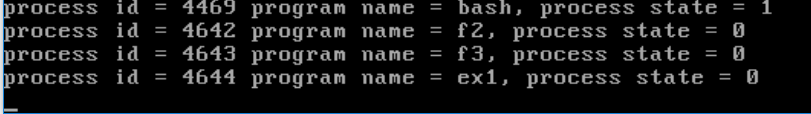 process id = 4469 program name = bash, process state = 1
process id = 4642 program name = f2, process state = 0
process id = 4643 program name = f3, process state = 0
process id = 4644 program name = ex1, process state = 0